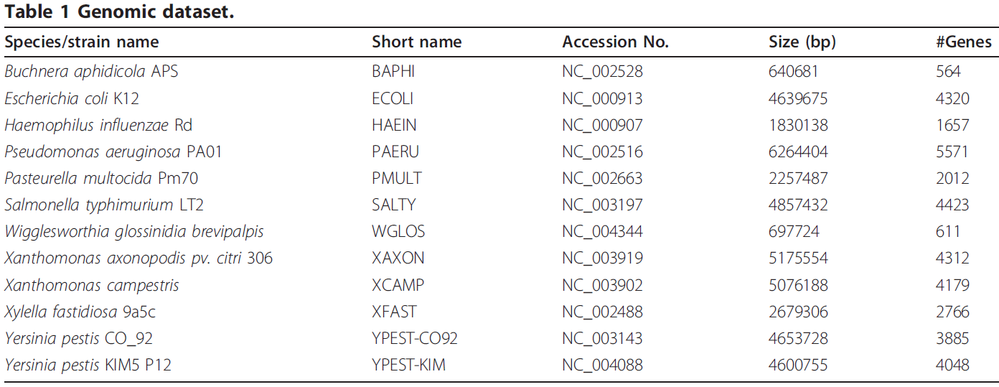 Table 1 Genomic dataset.
Species/strain name Short name Accession No. Size (bp) #Genes
Buchnera aphidicola APS BAPHI NC_002528 640681 564
Escherichia coli K12 ECOLI NC_000913 4639675 4320
Haemophilus influenzae Rd HAEIN NC_000907 1830138 1657
Pseudomonas aeruginosa PA01 PAERU NC_002516 6264404 5571
Pasteurella multocida Pm70 PMULT NC_002663 2257487 2012
Salmonella typhimurium LT2 SALTY NC_003197 4857432 4423
Wigglesworthia glossinidia brevipalpis WGLOS NC_004344 697724 611
Xanthomonas axonopodis pv. citri 306 XAXON NC_003919 5175554 4312
Xanthomonas campestris XCAMP NC_003902 5076188 4179
Xylella fastidiosa 9a5c XFAST NC_002488 2679306 2766
Yersinia pestis CO_92 YPEST-CO92 NC_003143 4653728 3885
Yersinia pestis KIM5 P12 YPEST-KIM NC_004088 4600755 4048